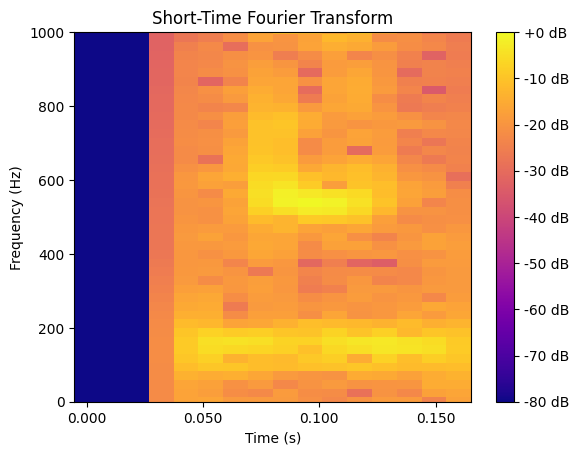 Short-Time Fourier Transform
1000
800
600
400
200
0
Frequency (Hz)
0.000
0.050
0.100
0.150
Time (s)
+0 dB
-10 dB
-20 dB
-30 dB
-40 dB
-50 dB
-60 dB
-70 dB
-80 dB